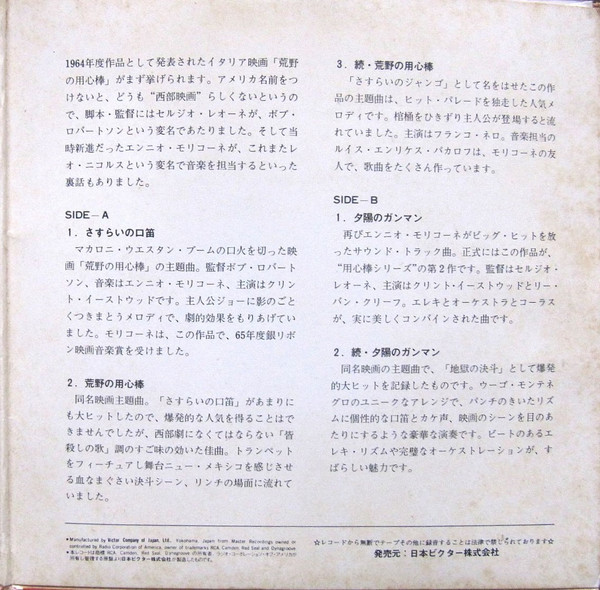 1964年度作品として発表されたイタリア映画「荒野
の用心棒」がまず挙げられます。アメリカ名前をつ
けないと、どうも“西部映画”らしくないというの
で、脚本・監督にはセルジオ・レオーネが、ボブ・
ロバートソンという変名であたりました。そして当
時新進だったエンニオ・モリコーネが、これまたレ
オ・ニコルスという変名で音楽を担当するといった
裏話もありました。
SIDE—A
1．さすらいの口笛
マカロニ・ウエスタン・ブームの口火を切った映
画「荒野の用心棒」の主題曲。監督ボブ・ロバート
ソン、音楽はエンニオ・モリコーネ、主演はクリン
ト・イーストウッドです。主人公ジョーに影のごと
くつきまとうメロディで、劇的効果をもりあげてい
ました。モリコーネは、この作品で、65年度銀リボ
ン映画音楽賞を受けました。
2．荒野の用心棒
同名映画主題曲。「さすらいの口笛」があまりに
も大ヒットしたので、爆発的な人気を得ることはで
きませんでしたが、西部劇になくてはならない「皆
殺しの歌」調のすご味の効いた佳曲。トランペット
をフィーチュアし舞台ニュー・メキシコを感じさせ
る血なまぐさい決斗シーン、リンチの場面に流れて
いました。
3．続・荒野の用心棒
「さすらいのジャンゴ」として名をはせたこの作
品の主題曲は、ヒット・パレードを独走した人気メ
ロディです。棺桶をひきずり主人公が登場すると流
れていました。主演はフランコ・ネロ。音楽担当の
ルイス・エンリケス・バカロフは、モリコーネの友
人で、歌曲をたくさん作っています。
SIDE—B
1．夕陽のガンマン
再びエンニオ・モリコーネがビッグ・ヒットを放
ったサウンド・トラック曲。正式にはこの作品が、
“用心棒シリーズ”の第2作です。監督はセルジオ・
レオーネ、主演はクリント・イーストウッドとリー・
バン・クリーフ。エレキとオーケストラとコーラス
が、実に美しくコンバインされた曲です。
2．続・夕陽のガンマン
同名映画の主題曲で、「地獄の決斗」として爆発
的大ヒットを記録したものです。ウーゴ・モンテネ
グロのユニークなアレンジで、パンチのきいたリズ
ムに個性的な口笛とカケ声、映画のシーンを目のあ
たりにするような豪華な演奏です。ビートのあるエ
レキ・リズムや完璧なオーケストレーションが、す
ばらしい魅力です。
●Manufactured by Victor Company of Japan, Ltd., Yokohama, Japan from Master Recordings owned or
controlled by Radio Corporation of America, owner of trademarks RCA, Camden, Red Seal and Dynagroove
☆レコードから無断でテープその他に録音することは法律で禁じられております☆
発売元：日本ビクター株式会社